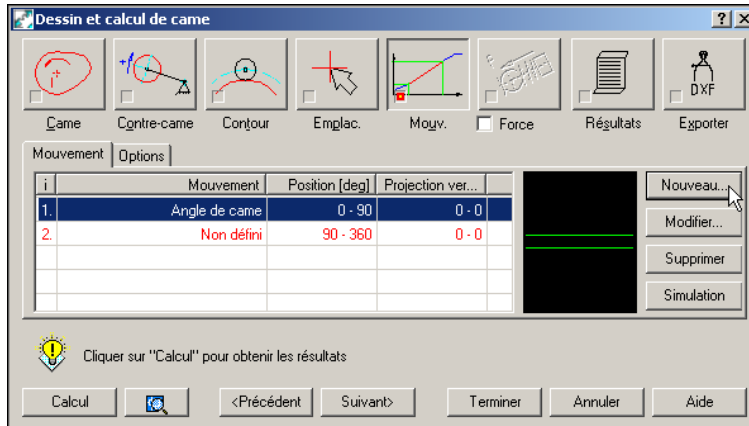 Dessin et calcul de came
DXF
Came
Contre-came
Contour
Emplac.
Mouv.
Force
Résultats
Exporter
Mouvement
Options
i
Mouvement
Position [deg]
Projection ver...
1.
Angle de came
0 - 90
0 - 0
2.
Non défini
90 - 360
0 - 0
Nouveau...
Modifier...
Supprimer
Simulation
Cliquer sur "Calcul" pour obtenir les résultats
Calcul
<Précédent
Suivant>
Terminer
Annuler
Aide